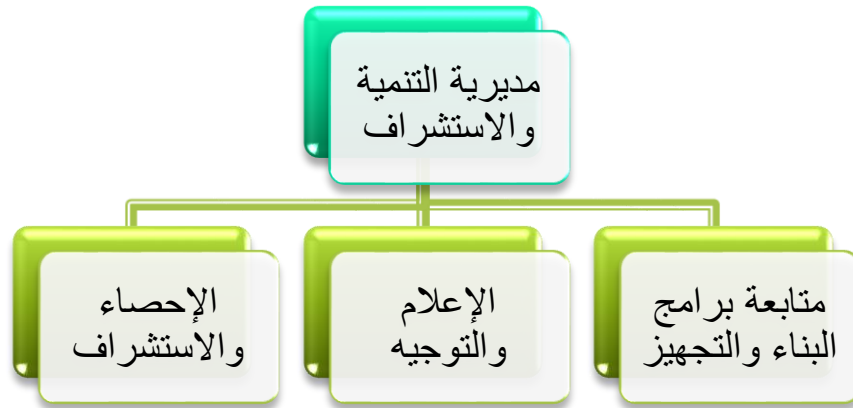 مديرية التنمية
والاستشراف
متابعة برامج
البناء والتجهيز
الإعلام
والتوجيه
الإحصاء
والاستشراف